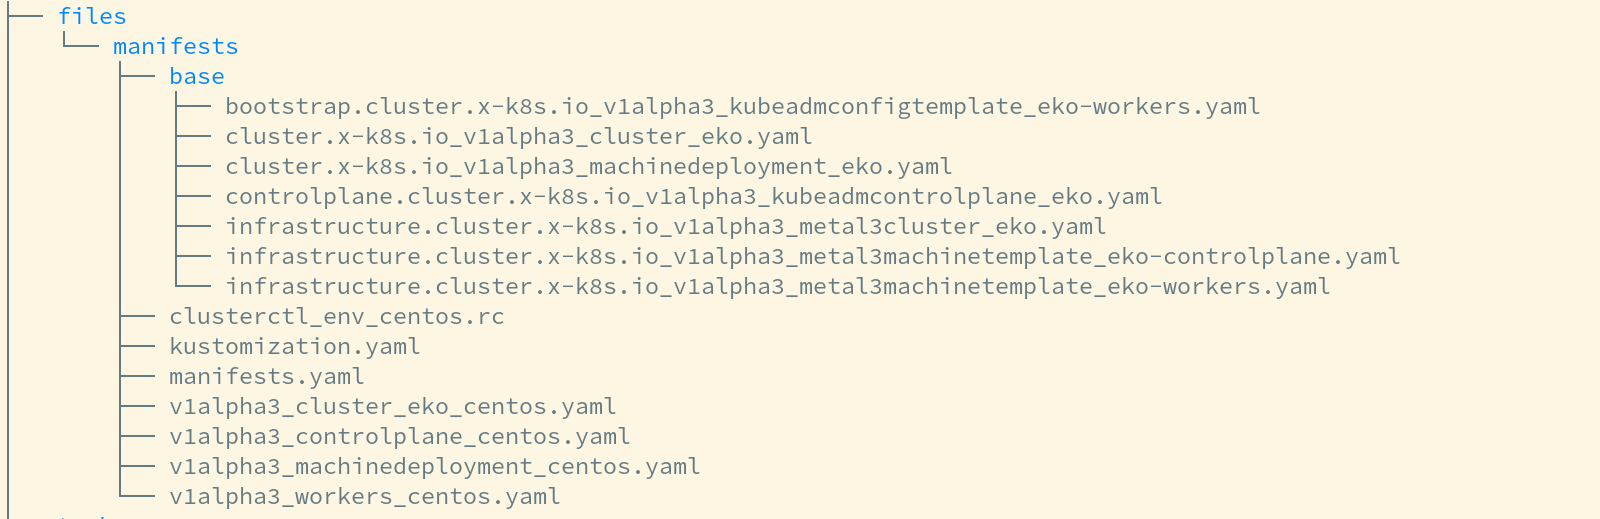 files
manifests
base
bootstrap.cluster.x-k8s.io_v1alpha3_kubeadmconfigtemplate_eko-workers.yaml
cluster.x-k8s.io_v1alpha3_cluster_eko.yaml
cluster.x-k8s.io_v1alpha3_machinedeployment_eko.yaml
controlplane.cluster.x-k8s.io_v1alpha3_kubeadmcontrolplane_eko.yaml
infrastructure.cluster.x-k8s.io_v1alpha3_metal3cluster_eko.yaml
infrastructure.cluster.x-k8s.io_v1alpha3_metal3machinetemplate_eko-controlplane.yaml
infrastructure.cluster.x-k8s.io_v1alpha3_metal3machinetemplate_eko-workers.yaml
clusterctl_env_centos.rc
kustomization.yaml
manifests.yaml
v1alpha3_cluster_eko_centos.yaml
v1alpha3_controlplane_centos.yaml
v1alpha3_machinedeployment_centos.yaml
v1alpha3_workers_centos.yaml